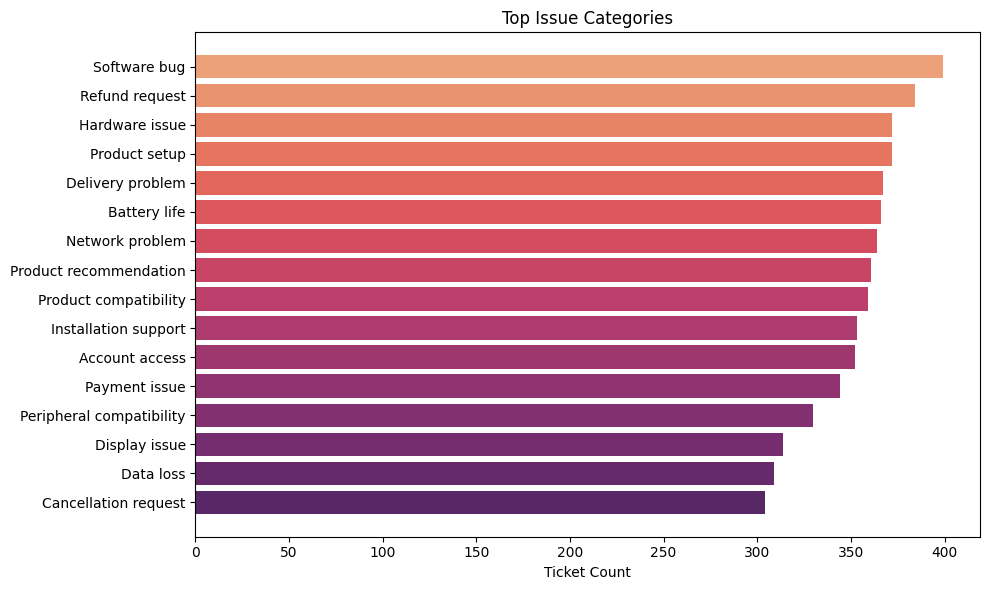 Top Issue Categories
Software bug
Refund request
Hardware issue
Product setup
Delivery problem
Battery life
Network problem
Product recommendation
Product compatibility
Installation support
Account access
Payment issue
Peripheral compatibility
Display issue
Data loss
Cancellation request
0 50 100 150 200 250 300 350 400
Ticket Count